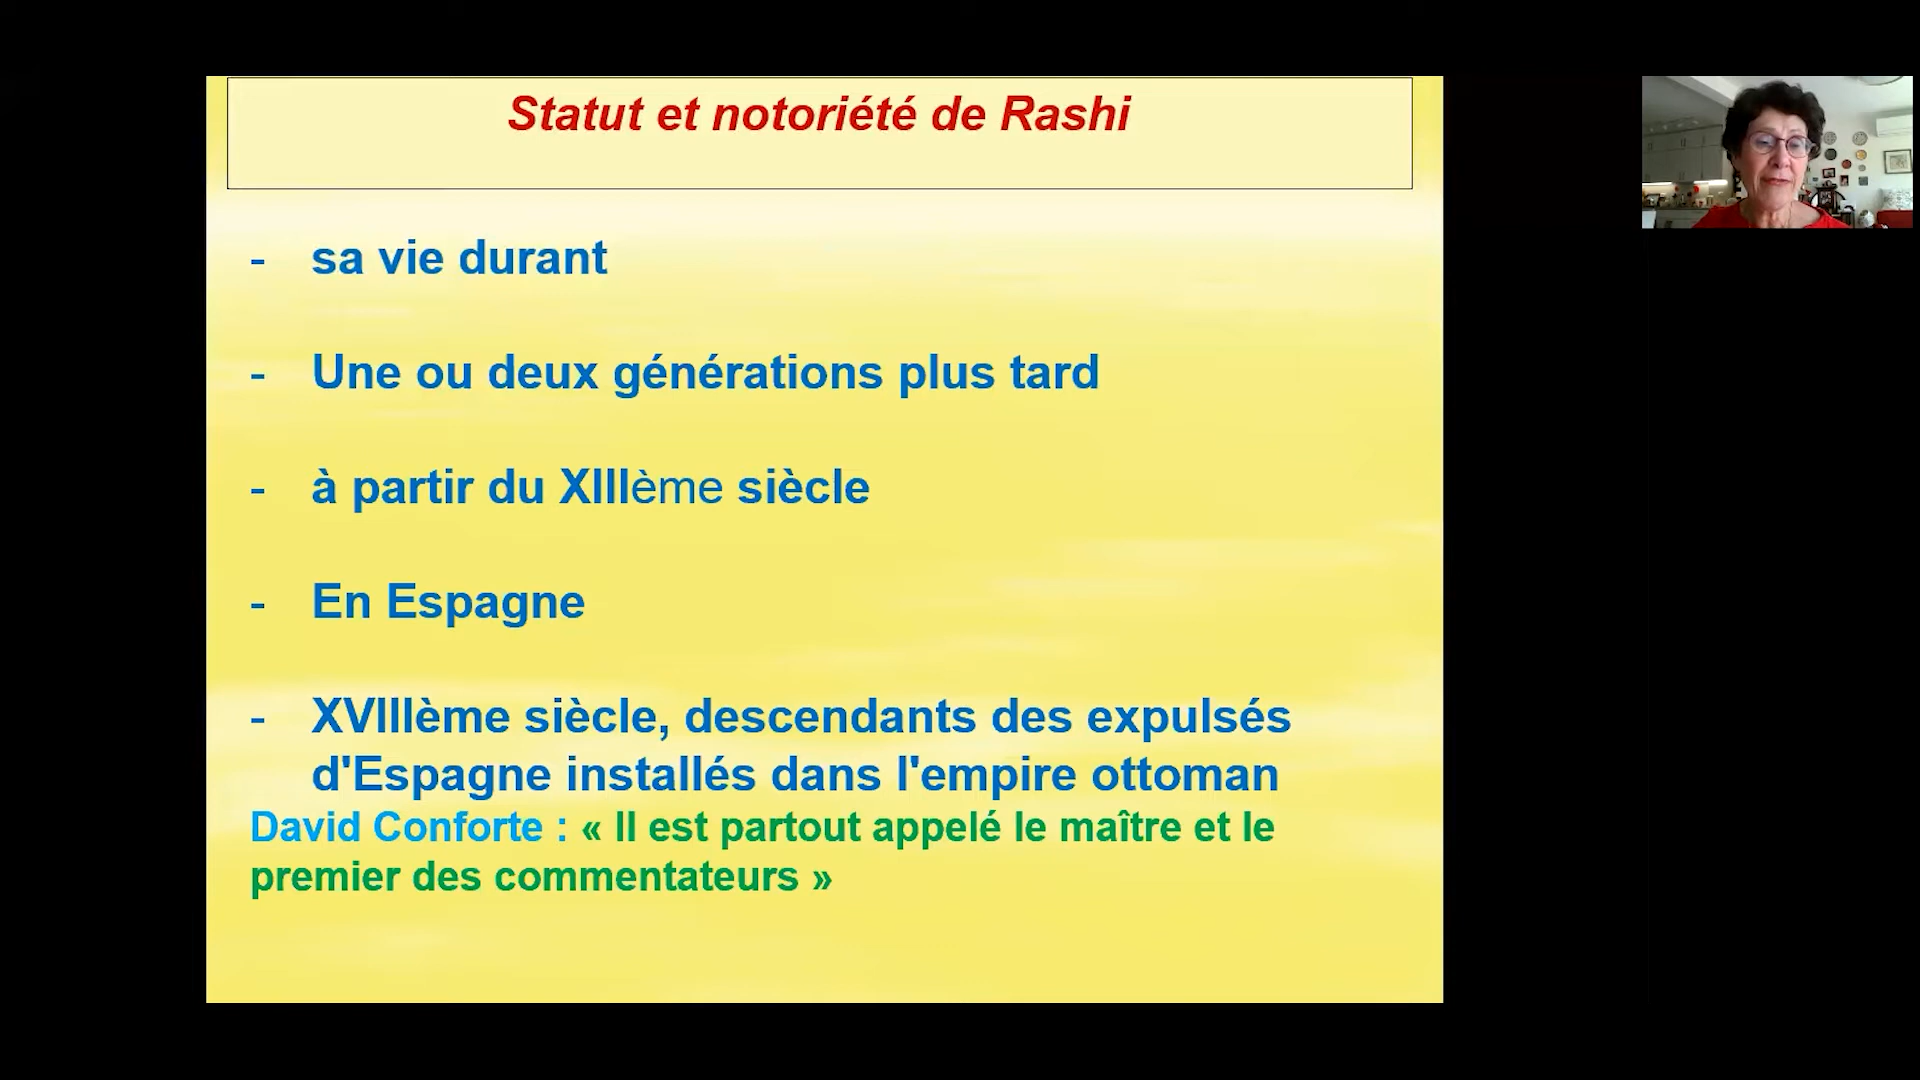 Statut et notoriété de Rashi
- sa vie durant
- Une ou deux générations plus tard
- à partir du XIIIème siècle
- En Espagne
- XVIIIème siècle, descendants des expulsés
d'Espagne installés dans l'empire ottoman
David Conforte : « Il est partout appelé le maître et le
premier des commentateurs »